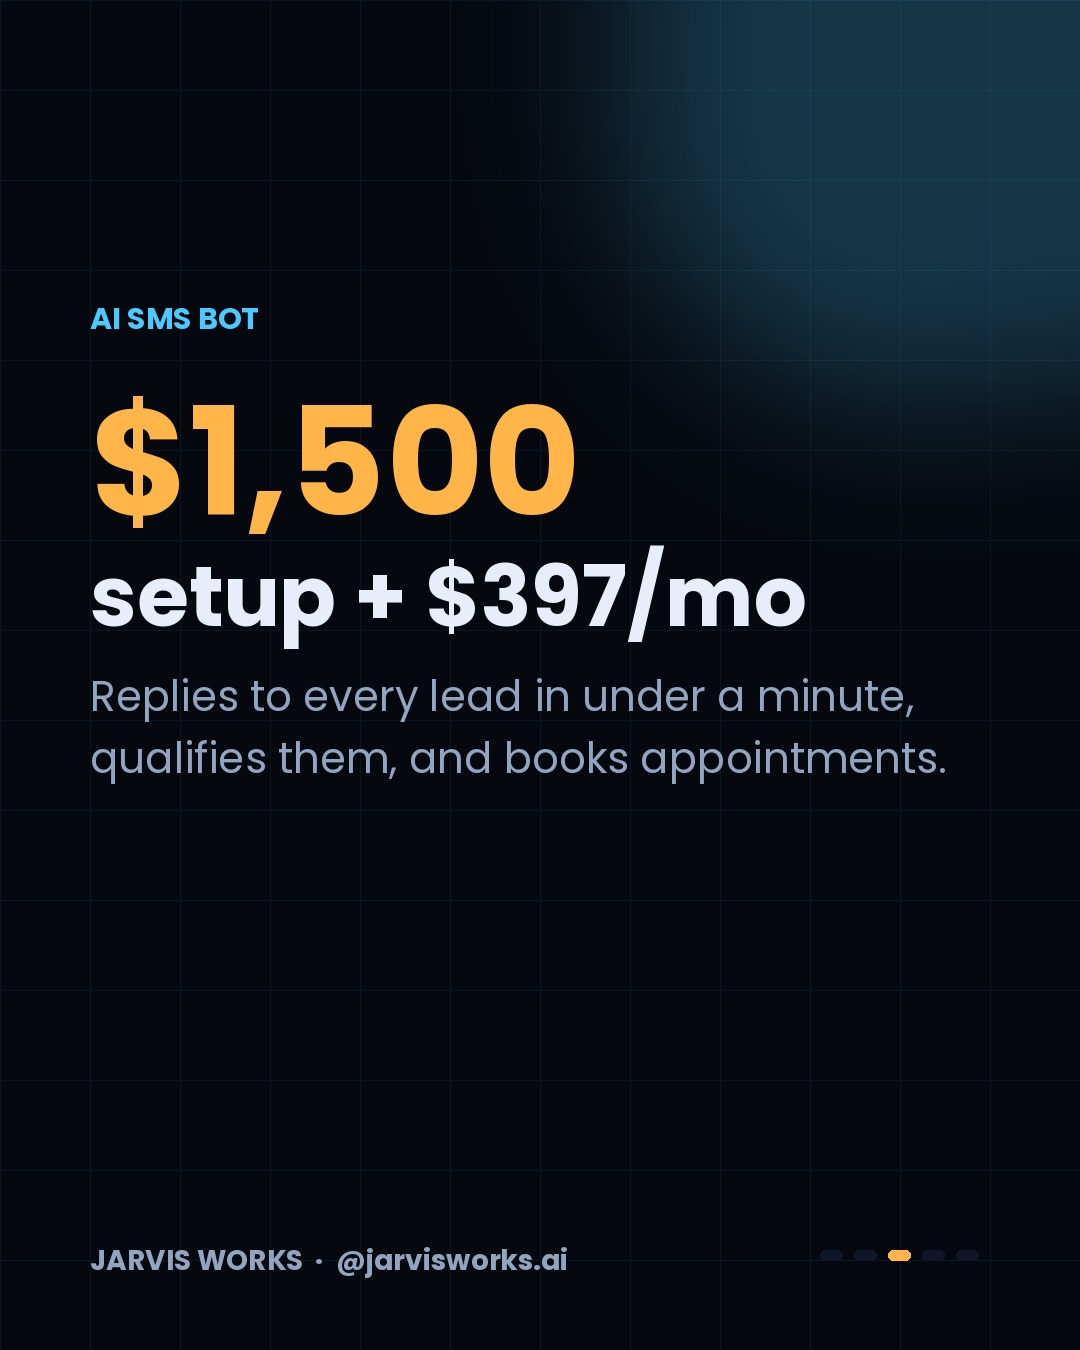 AI SMS BOT
$1,500
setup + $397/mo
Replies to every lead in under a minute,
qualifies them, and books appointments.
JARVIS WORKS · @jarvisworks.ai